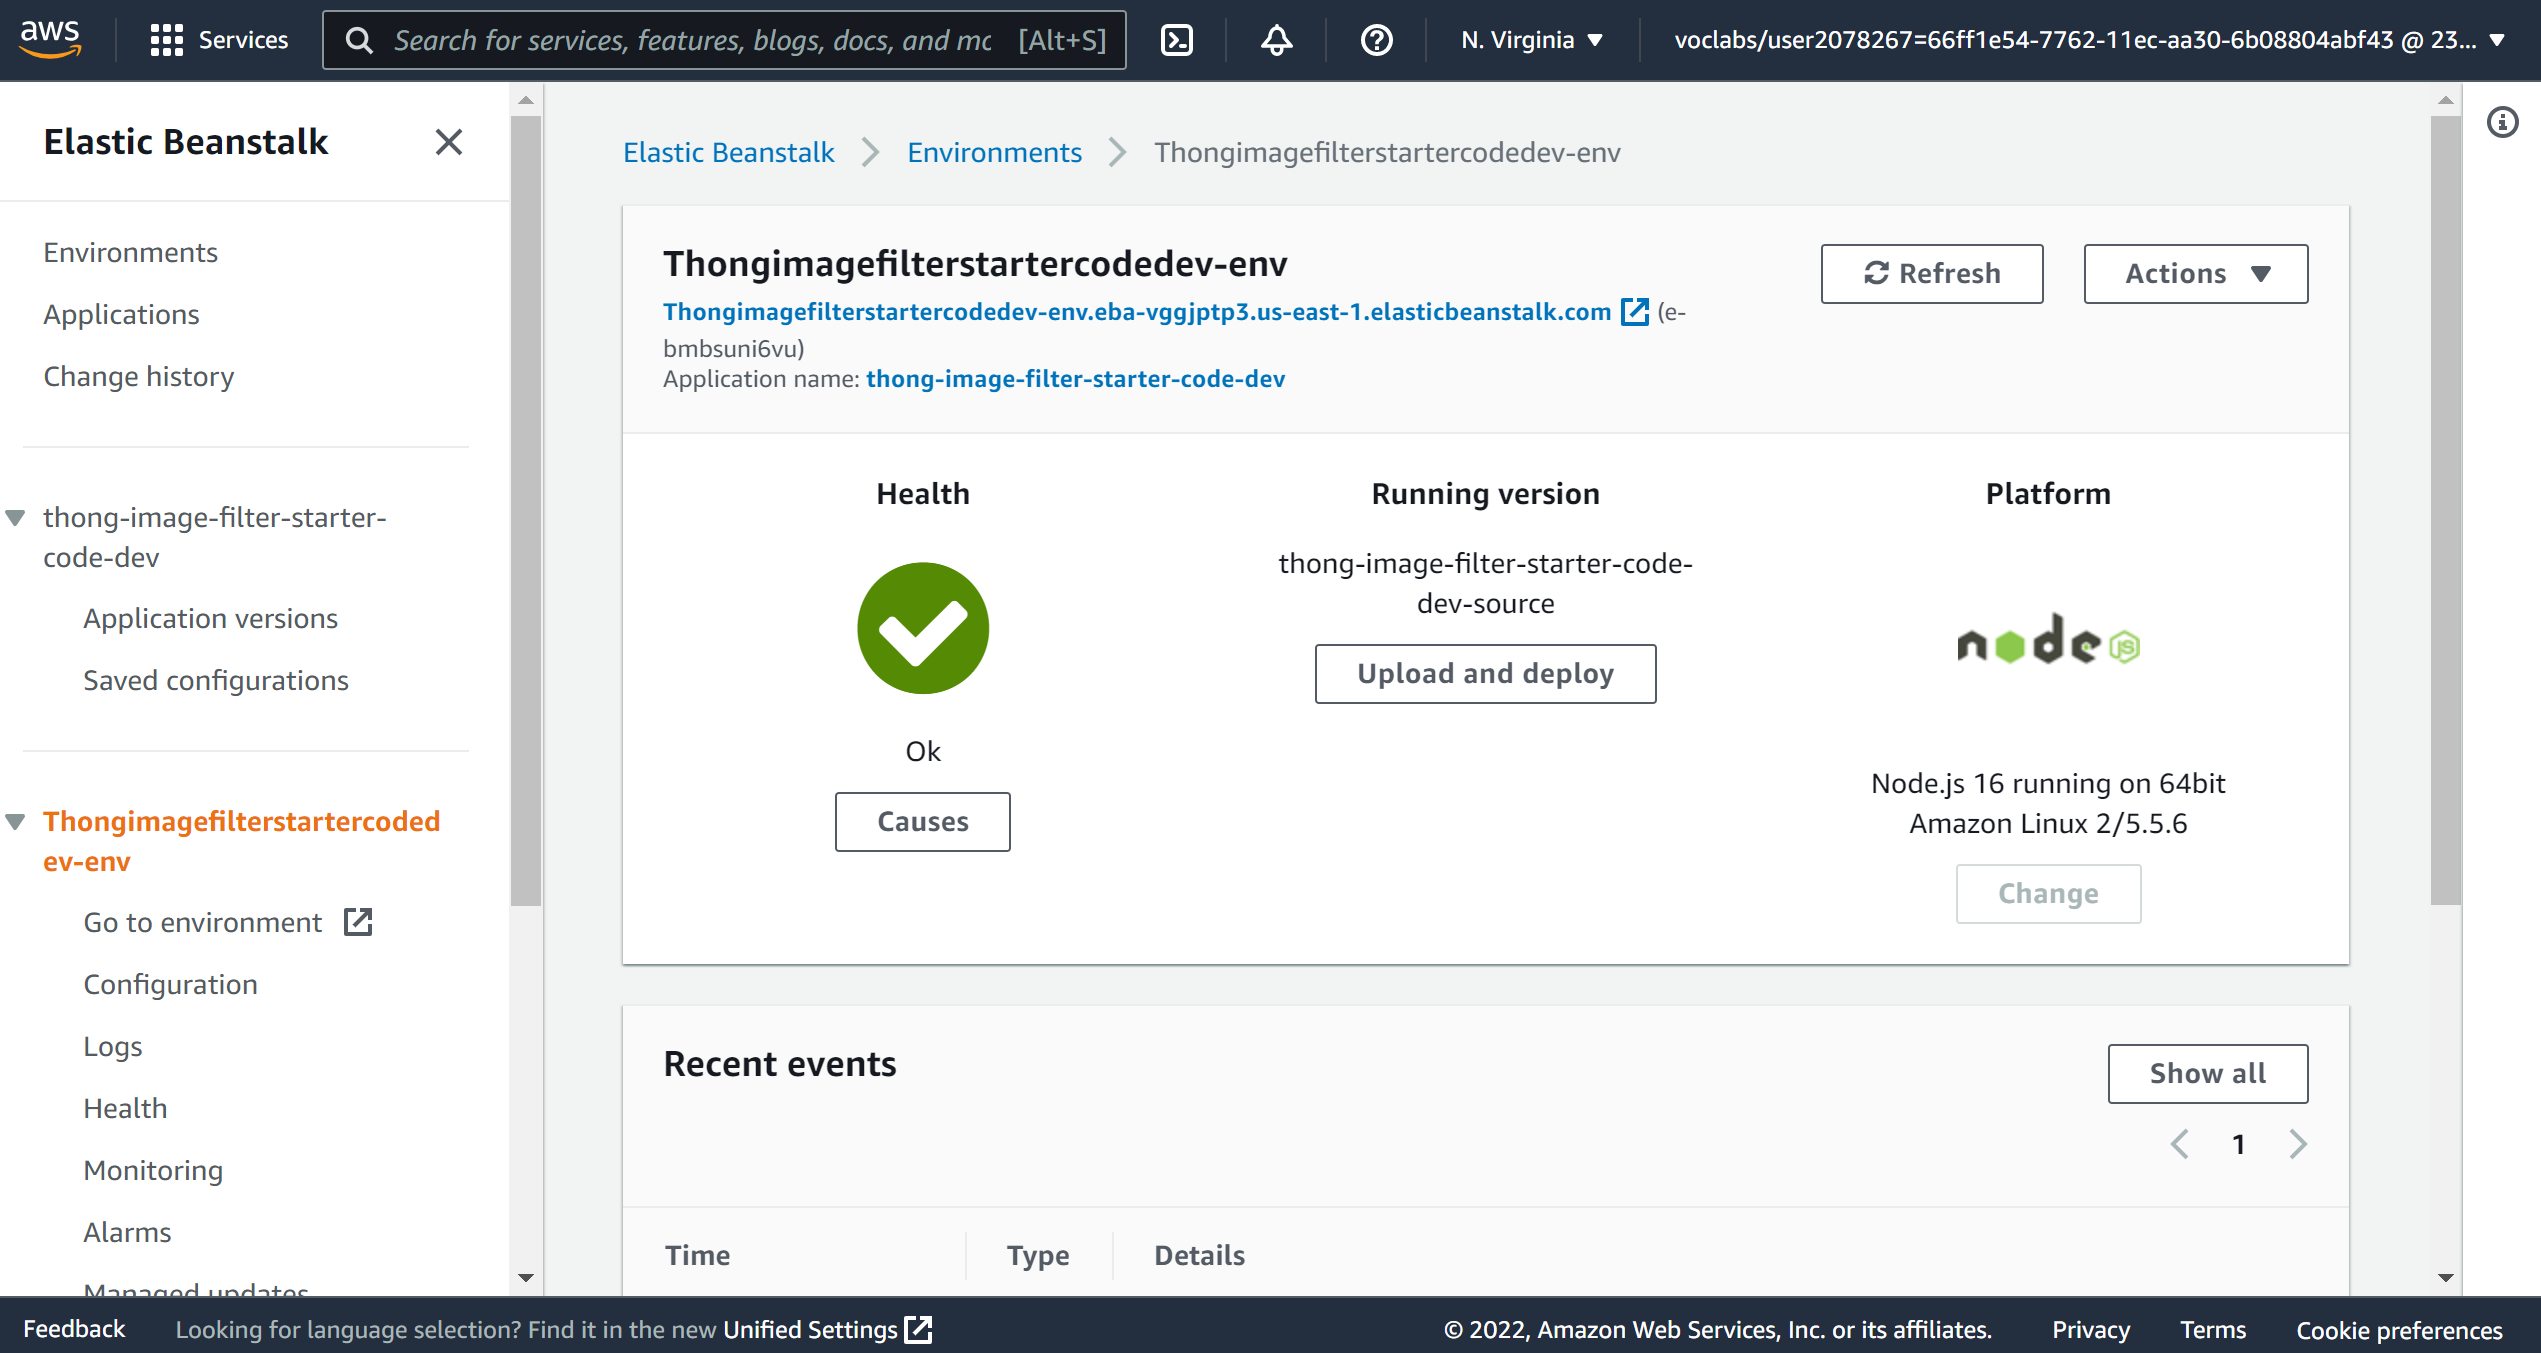 aws
Services
Search for services, features, blogs, docs, and mc [Alt+S]
N. Virginia
voclabs/user2078267=66ff1e54-7762-11ec-aa30-6b08804abf43 @ 23...
Elastic Beanstalk
Environments
Applications
Change history
thong-image-filter-starter-
code-dev
Application versions
Saved configurations
Thongimagefilterstartercoded
ev-env
Go to environment
Configuration
Logs
Health
Monitoring
Alarms
Managed updates
Elastic Beanstalk
Environments
Thongimagefilterstartercodedev-env
Thongimagefilterstartercodedev-env
Thongimagefilterstartercodedev-env.eba-vggjptp3.us-east-1.elasticbeanstalk.com (e-
bmbsuni6vu)
Application name: thong-image-filter-starter-code-dev
Refresh
Actions
Health
Ok
Causes
Running version
thong-image-filter-starter-code-
dev-source
Upload and deploy
Platform
node JS
Node.js 16 running on 64bit
Amazon Linux 2/5.5.6
Change
Recent events
Show all
1
Time
Type
Details
Feedback
Looking for language selection? Find it in the new Unified Settings
© 2022, Amazon Web Services, Inc. or its affiliates.
Privacy
Terms
Cookie preferences